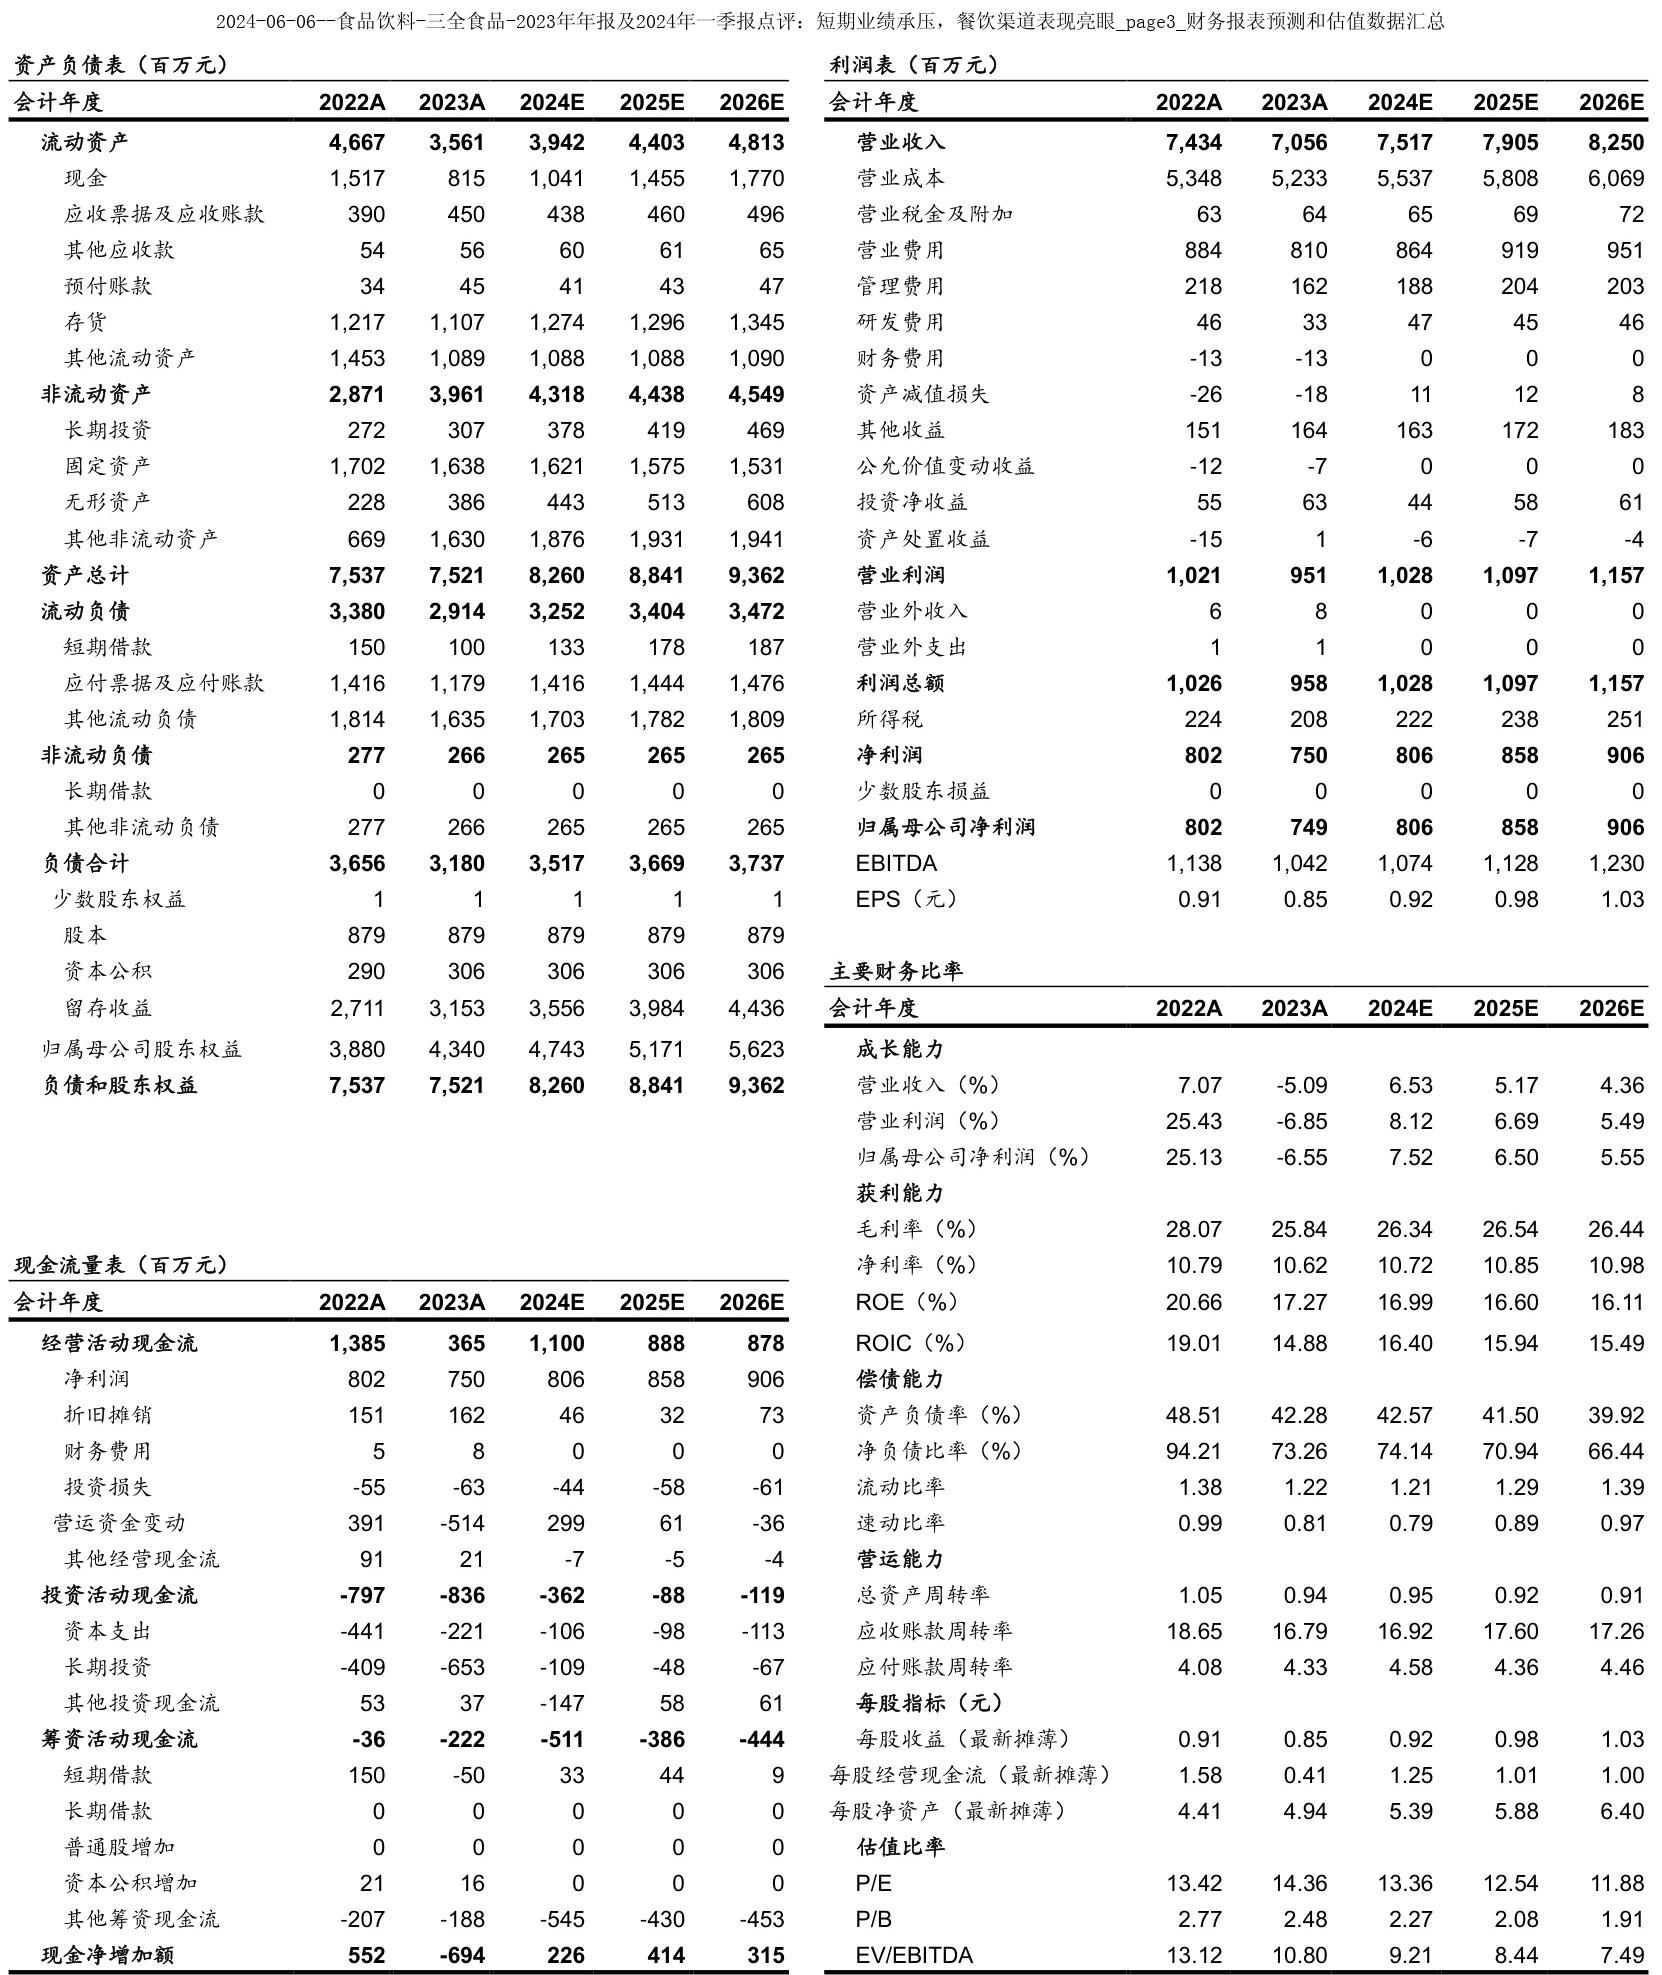 2024-06-06--食品饮料-三全食品-2023年年报及2024年一季报点评：短期业绩承压，餐饮渠道表现亮眼_page3_财务报表预测和估值数据汇总
资产负债表（百万元）
会计年度 2022A 2023A 2024E 2025E 2026E
流动资产 4,667 3,561 3,942 4,403 4,813
现金 1,517 815 1,041 1,455 1,770
应收票据及应收账款 390 450 438 460 496
其他应收款 54 56 60 61 65
预付账款 34 45 41 43 47
存货 1,217 1,107 1,274 1,296 1,345
其他流动资产 1,453 1,089 1,088 1,088 1,090
非流动资产 2,871 3,961 4,318 4,438 4,549
长期投资 272 307 378 419 469
固定资产 1,702 1,638 1,621 1,575 1,531
无形资产 228 386 443 513 608
其他非流动资产 669 1,630 1,876 1,931 1,941
资产总计 7,537 7,521 8,260 8,841 9,362
流动负债 3,380 2,914 3,252 3,404 3,472
短期借款 150 100 133 178 187
应付票据及应付账款 1,416 1,179 1,416 1,444 1,476
其他流动负债 1,814 1,635 1,703 1,782 1,809
非流动负债 277 266 265 265 265
长期借款 0 0 0 0 0
其他非流动负债 277 266 265 265 265
负债合计 3,656 3,180 3,517 3,669 3,737
少数股东权益 1 1 1 1 1
股本 879 879 879 879 879
资本公积 290 306 306 306 306
留存收益 2,711 3,153 3,556 3,984 4,436
归属母公司股东权益 3,880 4,340 4,743 5,171 5,623
负债和股东权益 7,537 7,521 8,260 8,841 9,362
现金流量表（百万元）
会计年度 2022A 2023A 2024E 2025E 2026E
经营活动现金流 1,385 365 1,100 888 878
净利润 802 750 806 858 906
折旧摊销 151 162 46 32 73
财务费用 5 8 0 0 0
投资损失 -55 -63 -44 -58 -61
营运资金变动 391 -514 299 61 -36
其他经营现金流 91 21 -7 -5 -4
投资活动现金流 -797 -836 -362 -88 -119
资本支出 -441 -221 -106 -98 -113
长期投资 -409 -653 -109 -48 -67
其他投资现金流 53 37 -147 58 61
筹资活动现金流 -36 -222 -511 -386 -444
短期借款 150 -50 33 44 9
长期借款 0 0 0 0 0
普通股增加 0 0 0 0 0
资本公积增加 21 16 0 0 0
其他筹资现金流 -207 -188 -545 -430 -453
现金净增加额 552 -694 226 414 315
利润表（百万元）
会计年度 2022A 2023A 2024E 2025E 2026E
营业收入 7,434 7,056 7,517 7,905 8,250
营业成本 5,348 5,233 5,537 5,808 6,069
营业税金及附加 63 64 65 69 72
营业费用 884 810 864 919 951
管理费用 218 162 188 204 203
研发费用 46 33 47 45 46
财务费用 -13 -13 0 0 0
资产减值损失 -26 -18 11 12 8
其他收益 151 164 163 172 183
公允价值变动收益 -12 -7 0 0 0
投资净收益 55 63 44 58 61
资产处置收益 -15 1 -6 -7 -4
营业利润 1,021 951 1,028 1,097 1,157
营业外收入 6 8 0 0 0
营业外支出 1 1 0 0 0
利润总额 1,026 958 1,028 1,097 1,157
所得税 224 208 222 238 251
净利润 802 750 806 858 906
少数股东损益 0 0 0 0 0
归属母公司净利润 802 749 806 858 906
EBITDA 1,138 1,042 1,074 1,128 1,230
EPS（元） 0.91 0.85 0.92 0.98 1.03
主要财务比率
会计年度 2022A 2023A 2024E 2025E 2026E
成长能力
营业收入（%） 7.07 -5.09 6.53 5.17 4.36
营业利润（%） 25.43 -6.85 8.12 6.69 5.49
归属母公司净利润（%） 25.13 -6.55 7.52 6.50 5.55
获利能力
毛利率（%） 28.07 25.84 26.34 26.54 26.44
净利率（%） 10.79 10.62 10.72 10.85 10.98
ROE（%） 20.66 17.27 16.99 16.60 16.11
ROIC（%） 19.01 14.88 16.40 15.94 15.49
偿债能力
资产负债率（%） 48.51 42.28 42.57 41.50 39.92
净负债比率（%） 94.21 73.26 74.14 70.94 66.44
流动比率 1.38 1.22 1.21 1.29 1.39
速动比率 0.99 0.81 0.79 0.89 0.97
营运能力
总资产周转率 1.05 0.94 0.95 0.92 0.91
应收账款周转率 18.65 16.79 16.92 17.60 17.26
应付账款周转率 4.08 4.33 4.58 4.36 4.46
每股指标（元）
每股收益（最新摊薄） 0.91 0.85 0.92 0.98 1.03
每股经营现金流（最新摊薄） 1.58 0.41 1.25 1.01 1.00
每股净资产（最新摊薄） 4.41 4.94 5.39 5.88 6.40
估值比率
P/E 13.42 14.36 13.36 12.54 11.88
P/B 2.77 2.48 2.27 2.08 1.91
EV/EBITDA 13.12 10.80 9.21 8.44 7.49